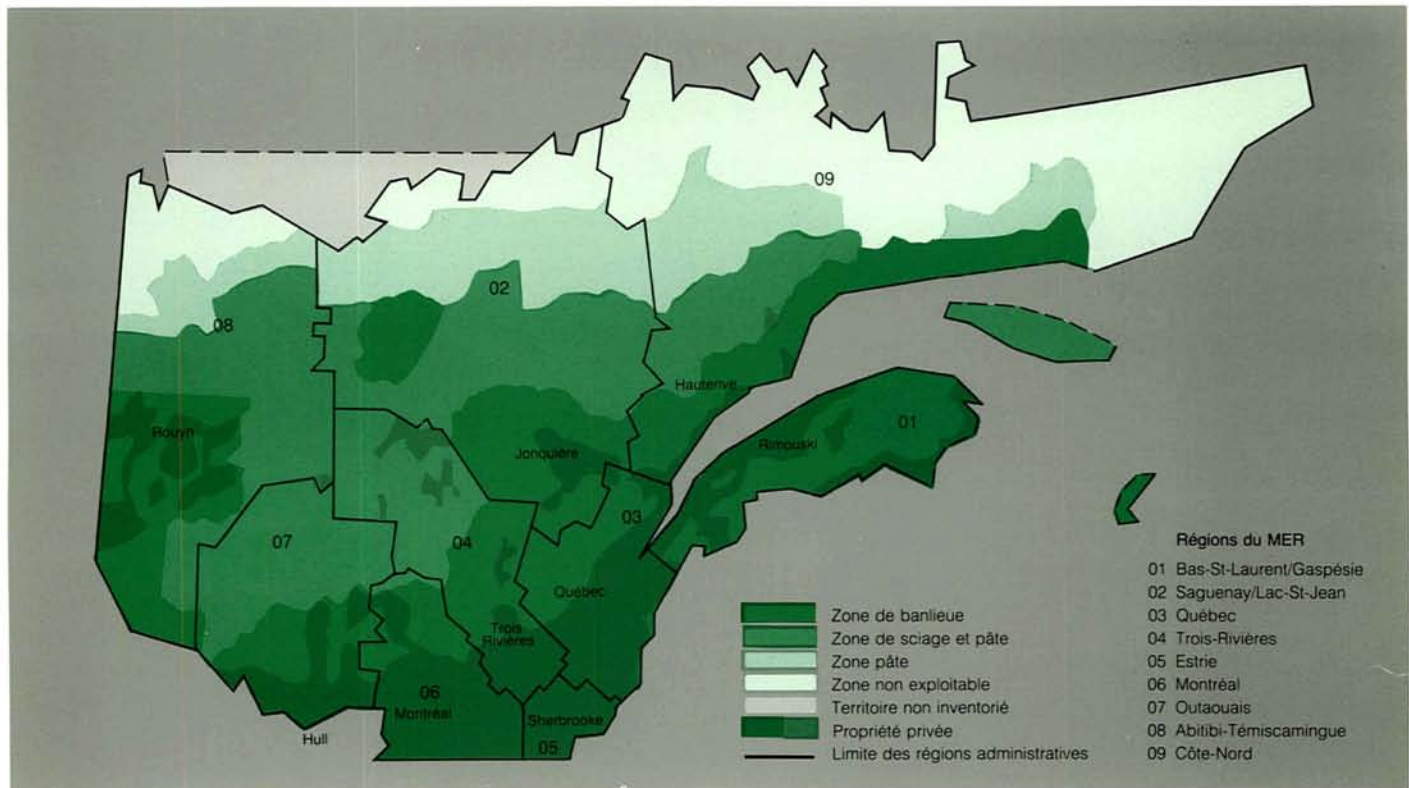 09
02
08
Hauterive
Rouyn
01
Rimouski
Jonquière
03
07
04
Québec
Trois-
Rivières
06
Montréal
Sherbrooke
05
Hull
Zone de banlieue
Zone de sciage et pâte
Zone pâte
Zone non exploitable
Territoire non inventorié
Propriété privée
Limite des régions administratives
Régions du MER
01 Bas-St-Laurent/Gaspésie
02 Saguenay/Lac-St-Jean
03 Québec
04 Trois-Rivières
05 Estrie
06 Montréal
07 Outaouais
08 Abitibi-Témiscamingue
09 Côte-Nord